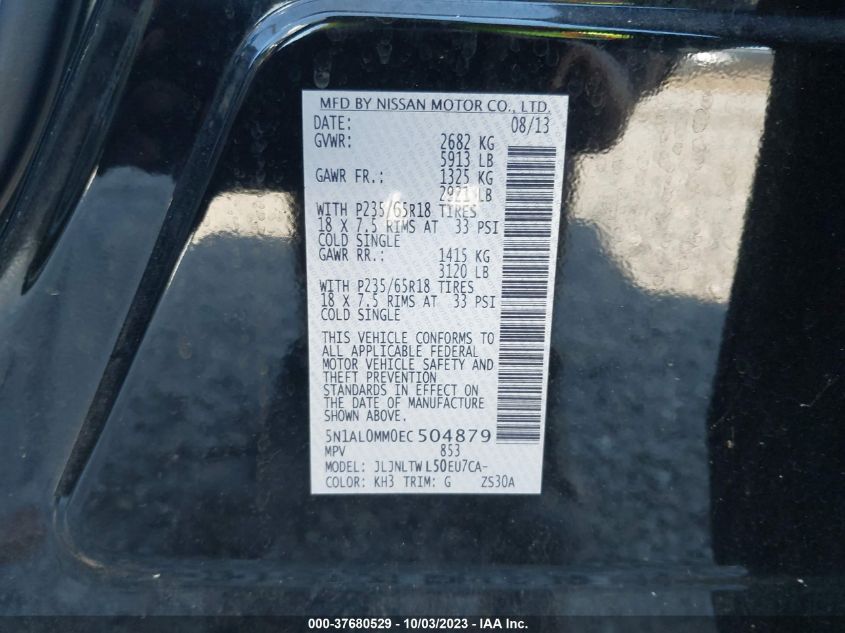 MFD BY NISSAN MOTOR CO., LTD.
DATE: 08/13
GVWR: 2682 KG
5913 LB
GAWR FR.: 1325 KG
2921 LB
WITH P235/65R18 TIRES
18 X 7.5 RIMS AT 33 PSI
COLD SINGLE
GAWR RR.: 1415 KG
3120 LB
WITH P235/65R18 TIRES
18 X 7.5 RIMS AT 33 PSI
COLD SINGLE
THIS VEHICLE CONFORMS TO
ALL APPLICABLE FEDERAL
MOTOR VEHICLE SAFETY AND
THEFT PREVENTION
STANDARDS IN EFFECT ON
THE DATE OF MANUFACTURE
SHOWN ABOVE.
5N1AL0MM0EC504879
MPV 853
MODEL: JLJNLTWL50EU7CA-
COLOR: KH3 TRIM: G ZS30A
000-37680529 - 10/03/2023 - IAA Inc.